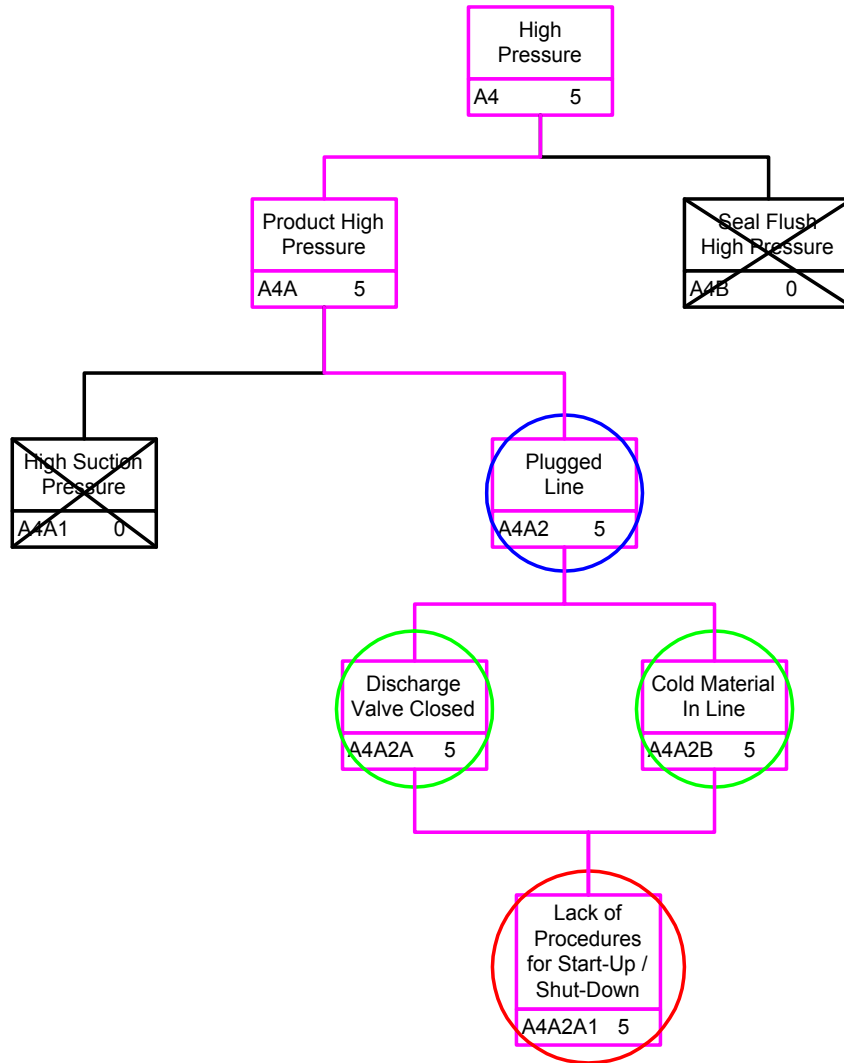 High
Pressure
A4 5
Product High
Pressure
A4A 5
Seal Flush
High Pressure
A4B 0
High Suction
Pressure
A4A1 0
Plugged
Line
A4A2 5
Discharge
Valve Closed
A4A2A 5
Cold Material
In Line
A4A2B 5
Lack of
Procedures
for Start-Up /
Shut-Down
A4A2A1 5